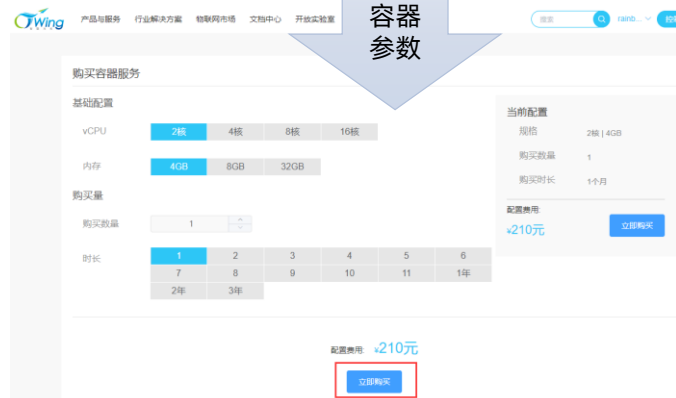 Wing 产品与服务 行业解决方案 物联网市场 文档中心 开放实验室 搜索 rainb...
容器
参数
购买容器服务
基础配置
vCPU 2核 4核 8核 16核
内存 4GB 8GB 32GB
购买量
购买数量 1
时长 1 2 3 4 5 6
7 8 9 10 11 1年
2年 3年
当前配置
规格 2核 | 4GB
购买数量 1
购买时长 1个月
配置费用:
¥210元 立即购买
配置费用: ¥210元
立即购买